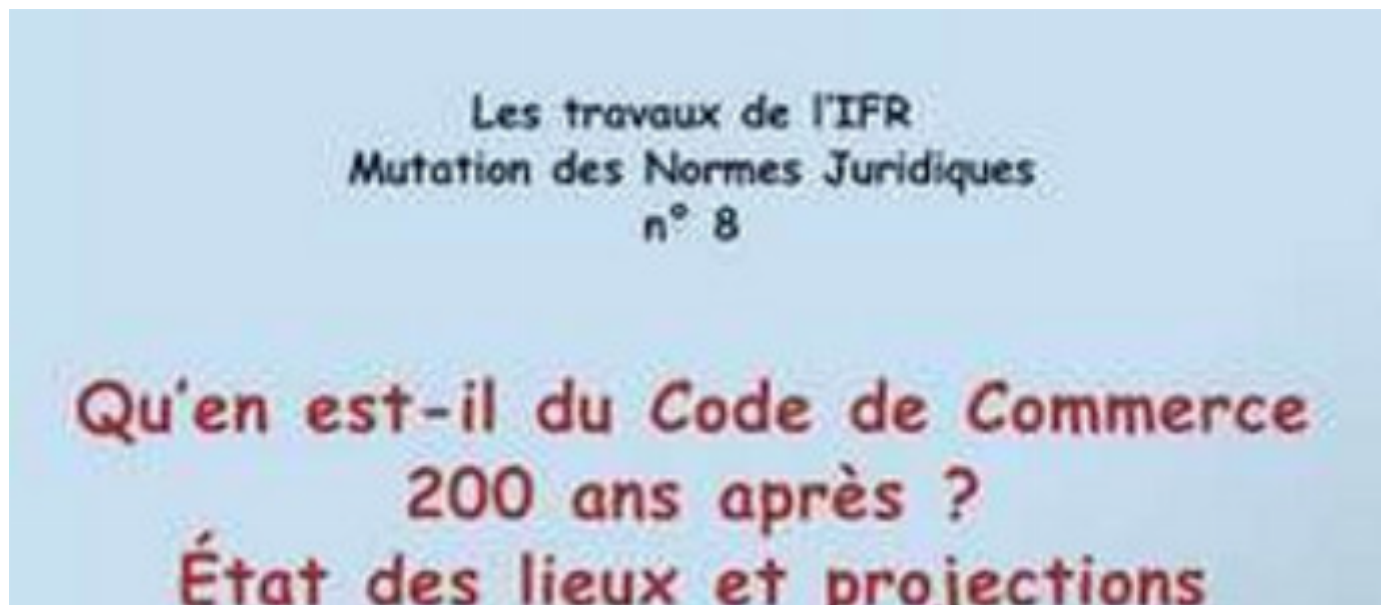 Les travaux de l'IFR
Mutation des Normes Juridiques
n° 8
Qu'en est-il du Code de Commerce
200 ans après ?
État des lieux et projections